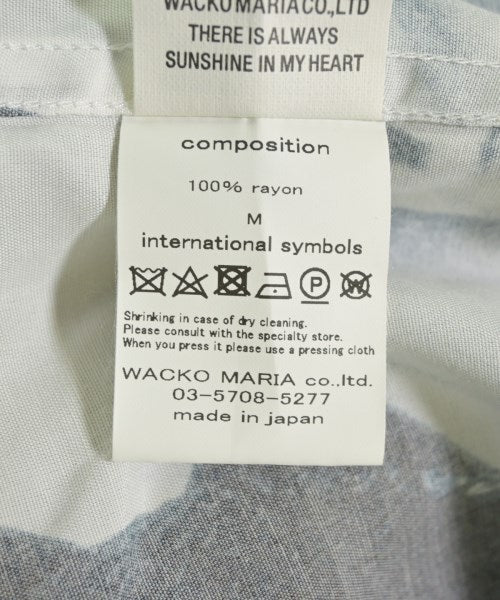 WACKO MARIA CO.,LTD
THERE IS ALWAYS
SUNSHINE IN MY HEART
composition
100% rayon
M
international symbols
P W
Shrinking in case of dry cleaning.
Please consult with the specialty store.
When you press it please use a pressing cloth
WACKO MARIA co.,ltd.
03-5708-5277
made in japan